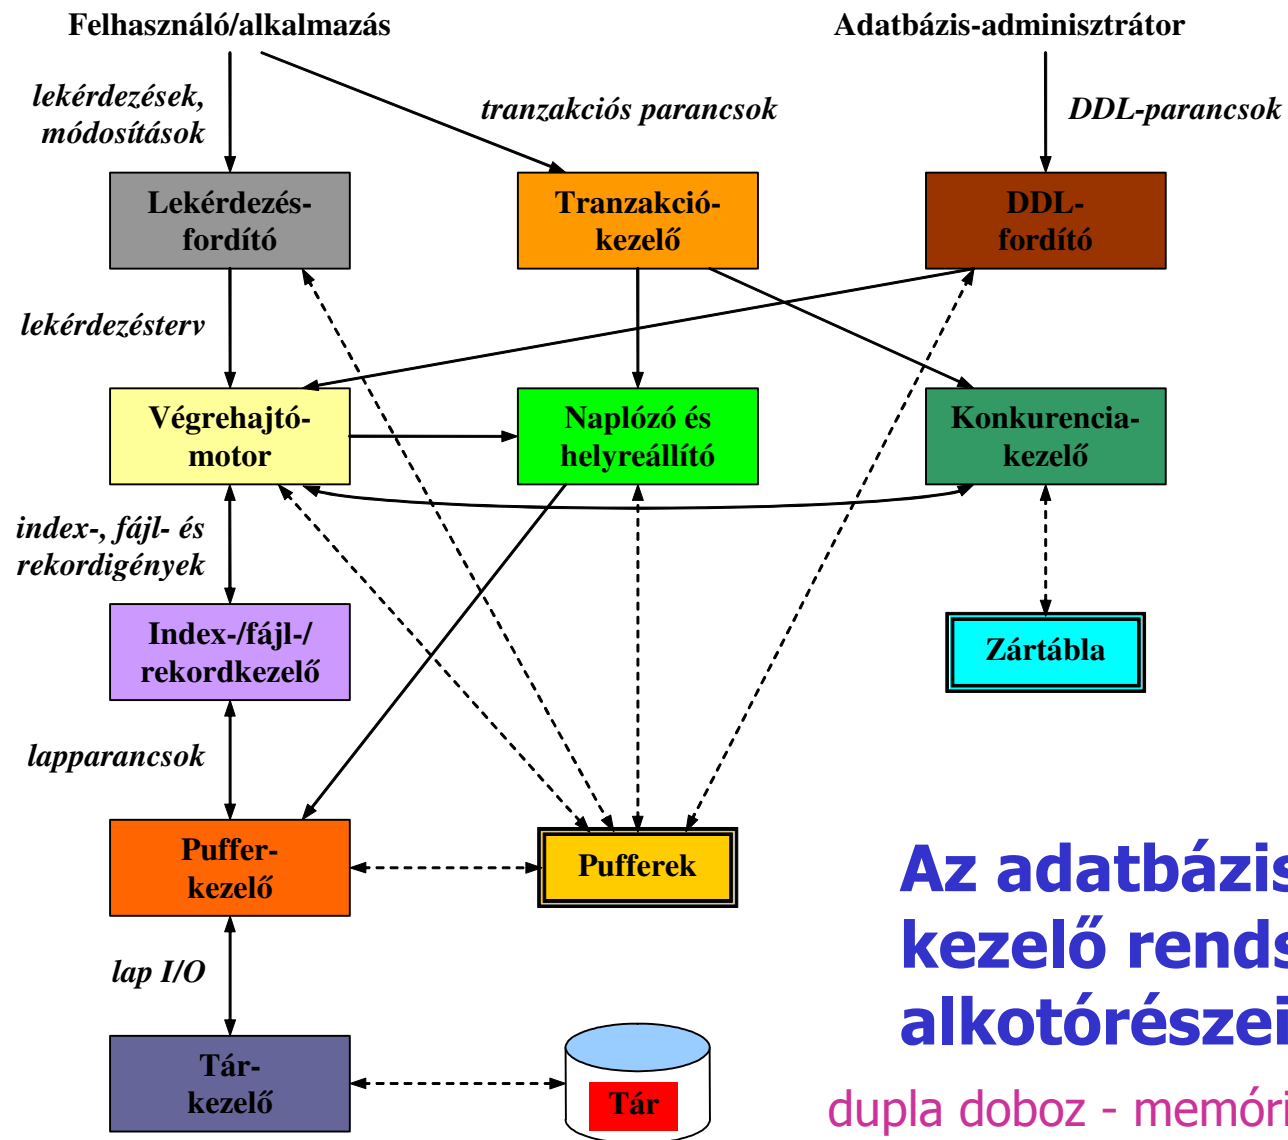 Felhasználó/alkalmazás
Adatbázis-adminisztrátor
lekérdezések,
módosítások
tranzakciós parancsok
DDL-parancsok
Lekérdezés-
fordító
Tranzakció-
kezelő
DDL-
fordító
lekérdezésterv
Végrehajtó-
motor
Naplózó és
helyreállító
Konkurencia-
kezelő
index-, fájl- és
rekordigények
Index-/fájl-/
rekordkezelő
Zártábla
lapparancsok
Puffer-
kezelő
Pufferek
Az adatbázis
kezelő rends
alkotórészei
lap I/O
Tár-
kezelő
Tár
dupla doboz - memóri